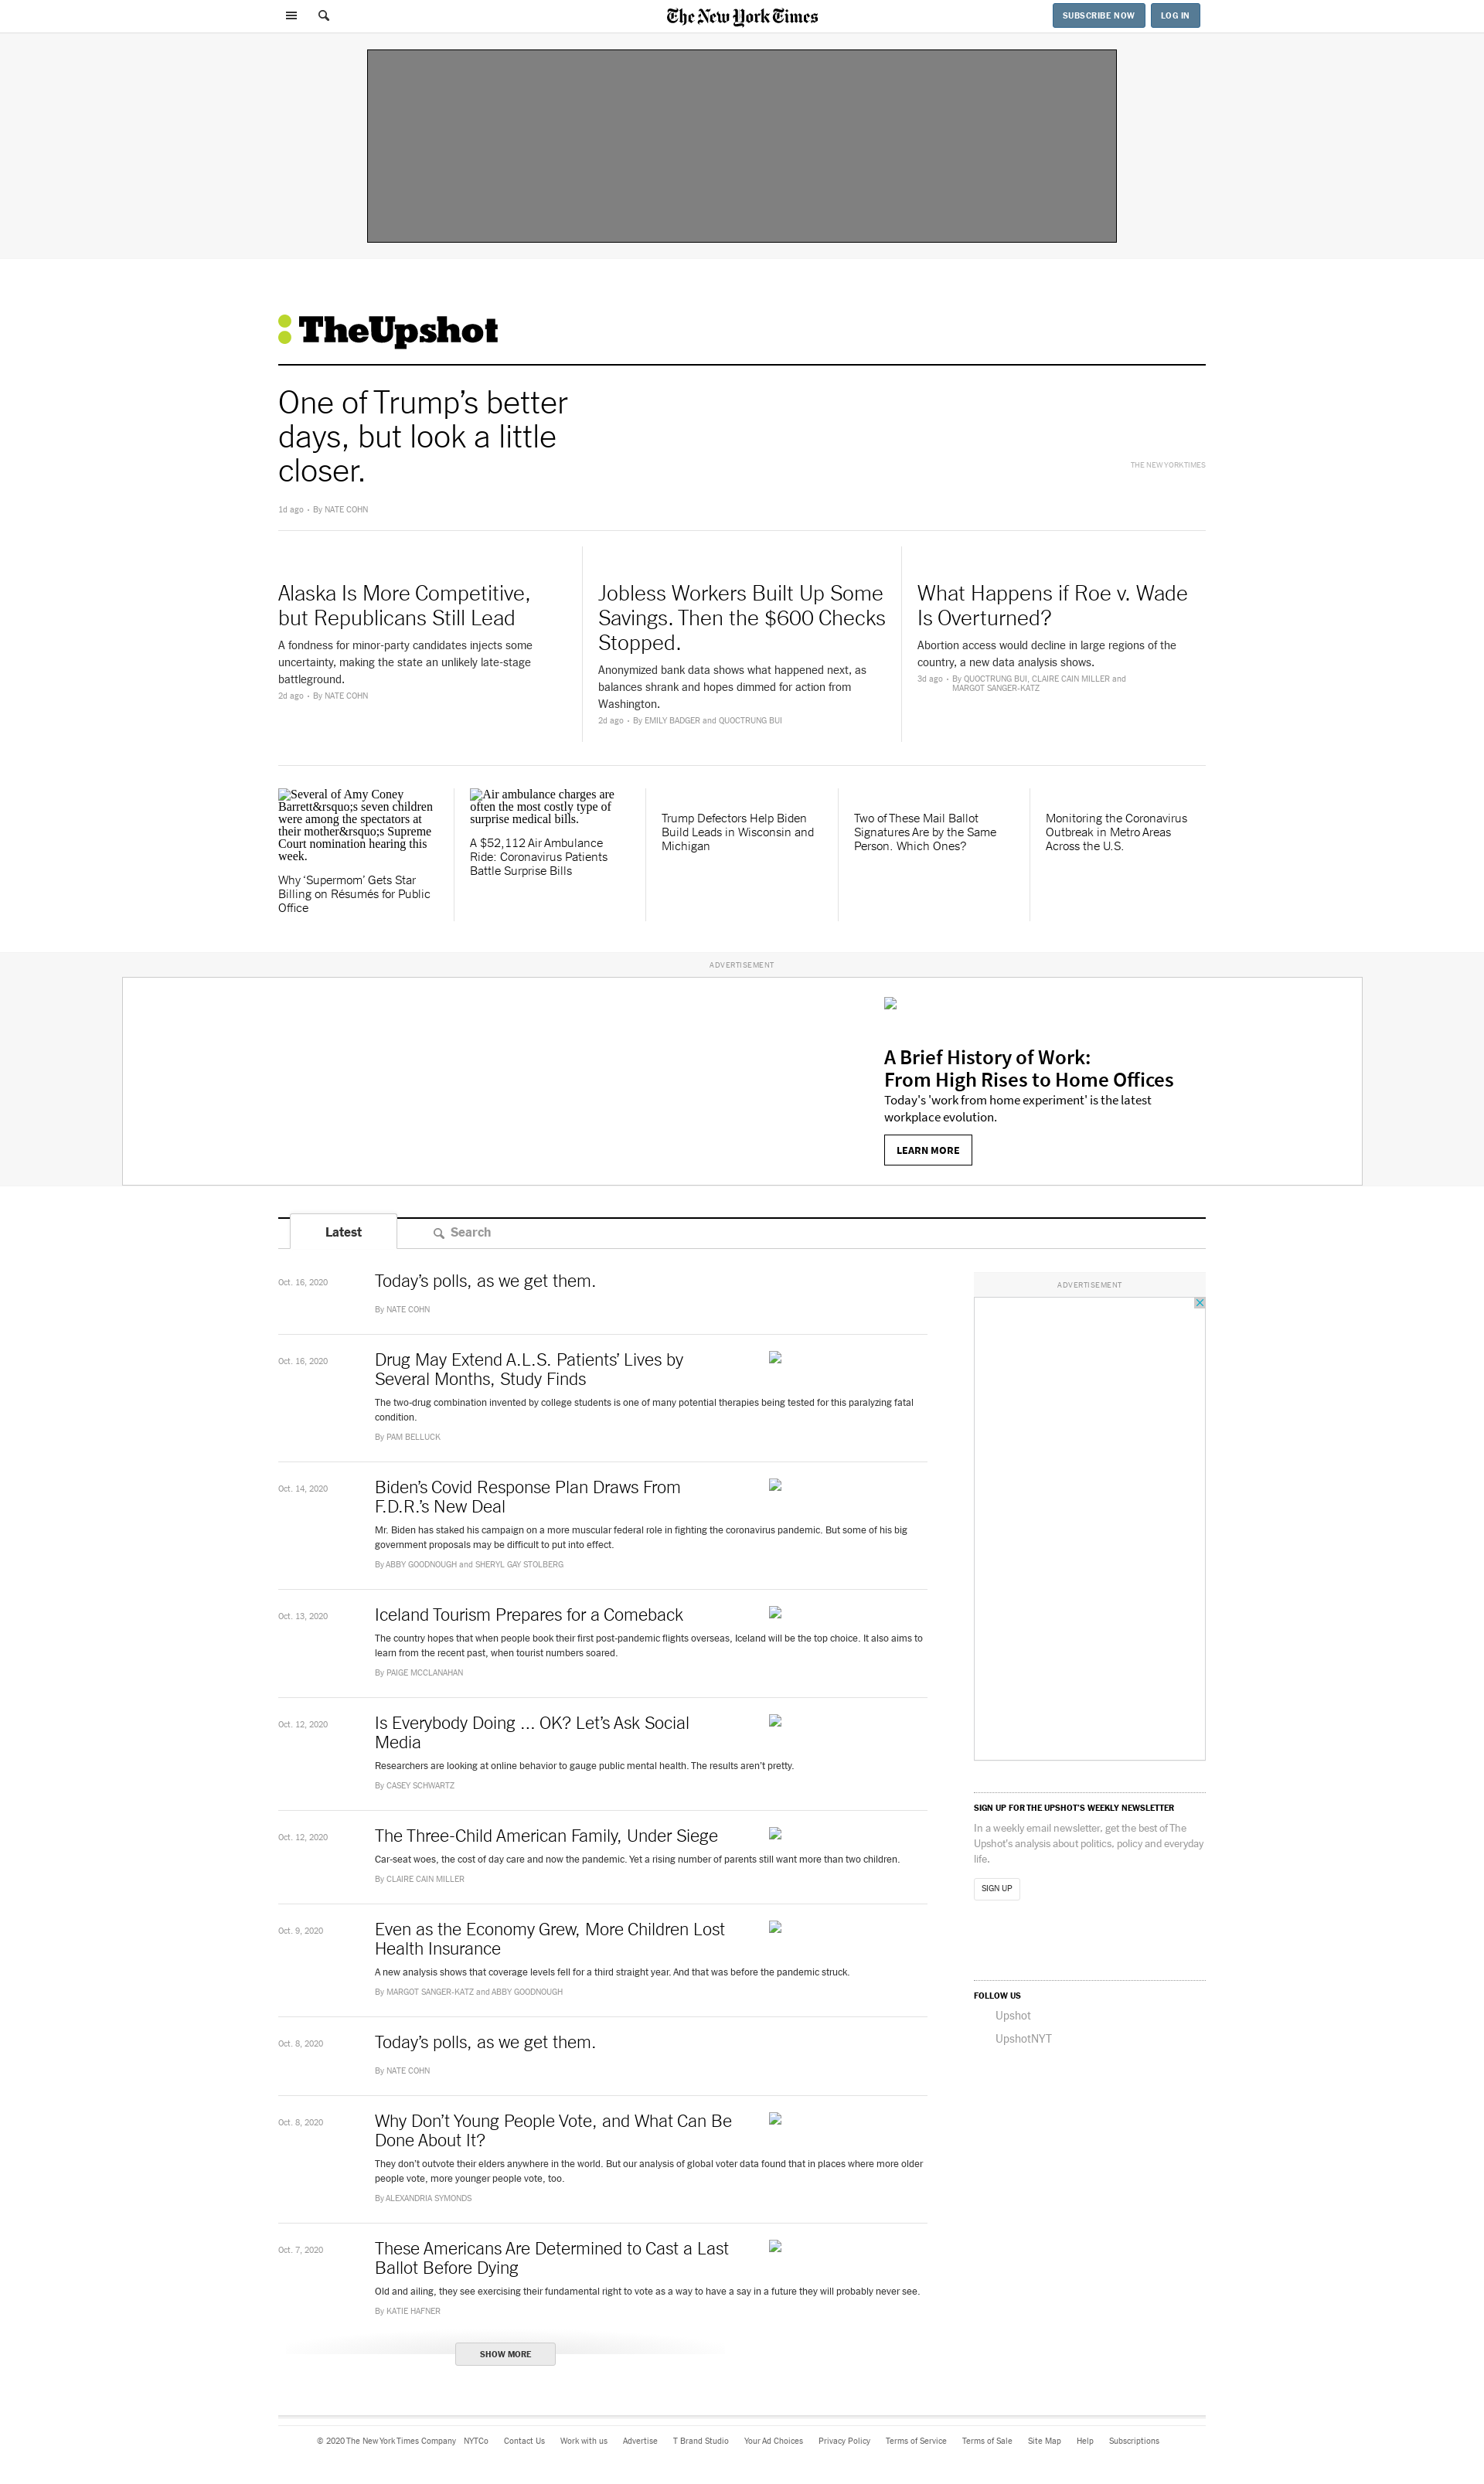 The New York Times
SUBSCRIBE NOW
LOG IN
TheUpshot
One of Trump’s better
days, but look a little
closer.
THE NEW YORK TIMES
1d ago • By NATE COHN
Alaska Is More Competitive,
but Republicans Still Lead
A fondness for minor-party candidates injects some
uncertainty, making the state an unlikely late-stage
battleground.
2d ago • By NATE COHN
Jobless Workers Built Up Some
Savings. Then the $600 Checks
Stopped.
Anonymized bank data shows what happened next, as
balances shrank and hopes dimmed for action from
Washington.
2d ago • By EMILY BADGER and QUOCTRUNG BUI
What Happens if Roe v. Wade
Is Overturned?
Abortion access would decline in large regions of the
country, a new data analysis shows.
3d ago • By QUOCTRUNG BUI, CLAIRE CAIN MILLER and
MARGOT SANGER-KATZ
Several of Amy Coney
Barrett&rsquo;s seven children
were among the spectators at
their mother&rsquo;s Supreme
Court nomination hearing this
week.
Why ‘Supermom’ Gets Star
Billing on Résumés for Public
Office
Air ambulance charges are
often the most costly type of
surprise medical bills.
A $52,112 Air Ambulance
Ride: Coronavirus Patients
Battle Surprise Bills
Trump Defectors Help Biden
Build Leads in Wisconsin and
Michigan
Two of These Mail Ballot
Signatures Are by the Same
Person. Which Ones?
Monitoring the Coronavirus
Outbreak in Metro Areas
Across the U.S.
ADVERTISEMENT
A Brief History of Work:
From High Rises to Home Offices
Today's 'work from home experiment' is the latest
workplace evolution.
LEARN MORE
Latest
Search
Oct. 16, 2020
Today’s polls, as we get them.
By NATE COHN
Oct. 16, 2020
Drug May Extend A.L.S. Patients’ Lives by
Several Months, Study Finds
The two-drug combination invented by college students is one of many potential therapies being tested for this paralyzing fatal
condition.
By PAM BELLUCK
Oct. 14, 2020
Biden’s Covid Response Plan Draws From
F.D.R.’s New Deal
Mr. Biden has staked his campaign on a more muscular federal role in fighting the coronavirus pandemic. But some of his big
government proposals may be difficult to put into effect.
By ABBY GOODNOUGH and SHERYL GAY STOLBERG
Oct. 13, 2020
Iceland Tourism Prepares for a Comeback
The country hopes that when people book their first post-pandemic flights overseas, Iceland will be the top choice. It also aims to
learn from the recent past, when tourist numbers soared.
By PAIGE MCCLANAHAN
Oct. 12, 2020
Is Everybody Doing ... OK? Let’s Ask Social
Media
Researchers are looking at online behavior to gauge public mental health. The results aren’t pretty.
By CASEY SCHWARTZ
Oct. 12, 2020
The Three-Child American Family, Under Siege
Car-seat woes, the cost of day care and now the pandemic. Yet a rising number of parents still want more than two children.
By CLAIRE CAIN MILLER
Oct. 9, 2020
Even as the Economy Grew, More Children Lost
Health Insurance
A new analysis shows that coverage levels fell for a third straight year. And that was before the pandemic struck.
By MARGOT SANGER-KATZ and ABBY GOODNOUGH
Oct. 8, 2020
Today’s polls, as we get them.
By NATE COHN
Oct. 8, 2020
Why Don’t Young People Vote, and What Can Be
Done About It?
They don’t outvote their elders anywhere in the world. But our analysis of global voter data found that in places where more older
people vote, more younger people vote, too.
By ALEXANDRIA SYMONDS
Oct. 7, 2020
These Americans Are Determined to Cast a Last
Ballot Before Dying
Old and ailing, they see exercising their fundamental right to vote as a way to have a say in a future they will probably never see.
By KATIE HAFNER
SHOW MORE
ADVERTISEMENT
SIGN UP FOR THE UPSHOT’S WEEKLY NEWSLETTER
In a weekly email newsletter, get the best of The
Upshot’s analysis about politics, policy and everyday
life.
SIGN UP
FOLLOW US
Upshot
UpshotNYT
© 2020 The New York Times Company NYTCo Contact Us Work with us Advertise T Brand Studio Your Ad Choices Privacy Policy Terms of Service Terms of Sale Site Map Help Subscriptions